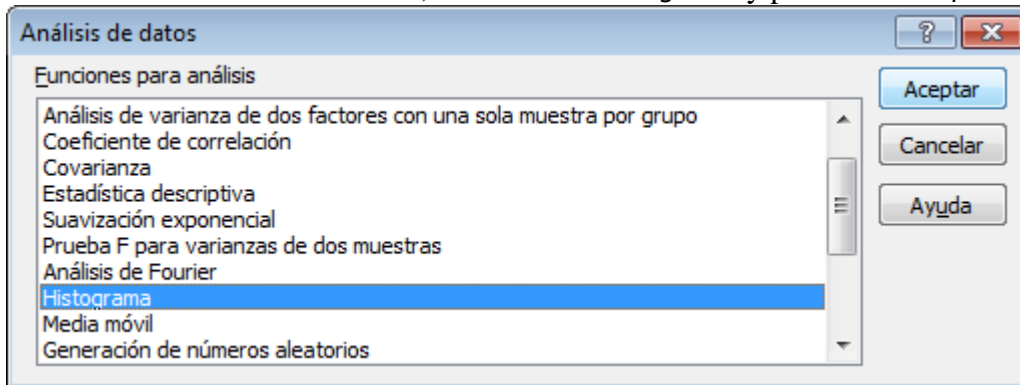 Análisis de datos
Funciones para análisis
Análisis de varianza de dos factores con una sola muestra por grupo
Coeficiente de correlación
Covarianza
Estadística descriptiva
Suavización exponencial
Prueba F para varianzas de dos muestras
Análisis de Fourier
Histograma
Media móvil
Generación de números aleatorios
Aceptar
Cancelar
Ayuda